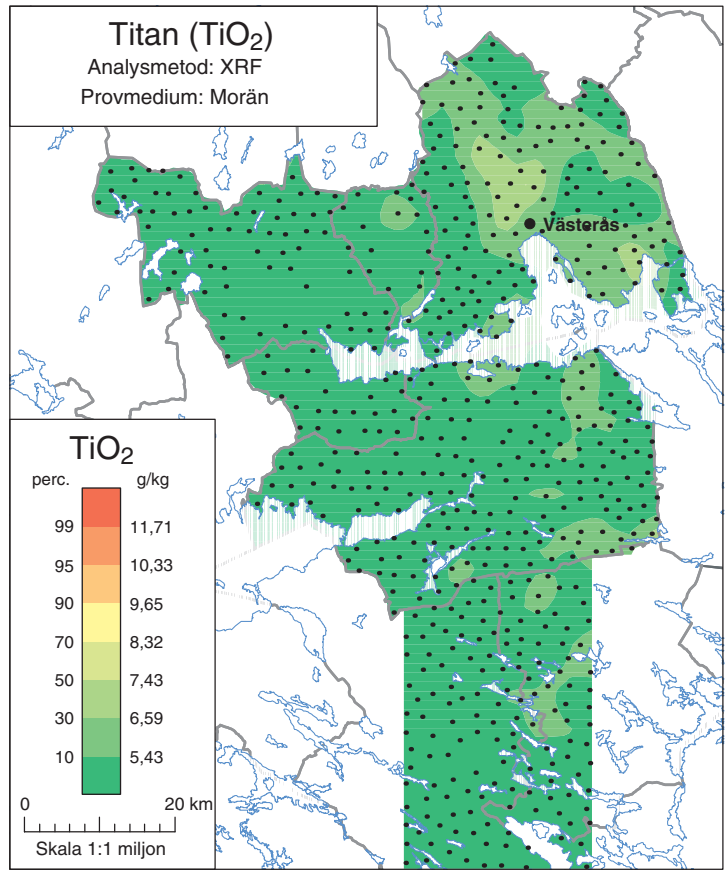 Titan (TiO₂)
Analysmetod: XRF
Provmedium: Morän
Västerås
TiO₂
perc. g/kg
99 11,71
95 10,33
90 9,65
70 8,32
50 7,43
30 6,59
10 5,43
0 20 km
Skala 1:1 miljon